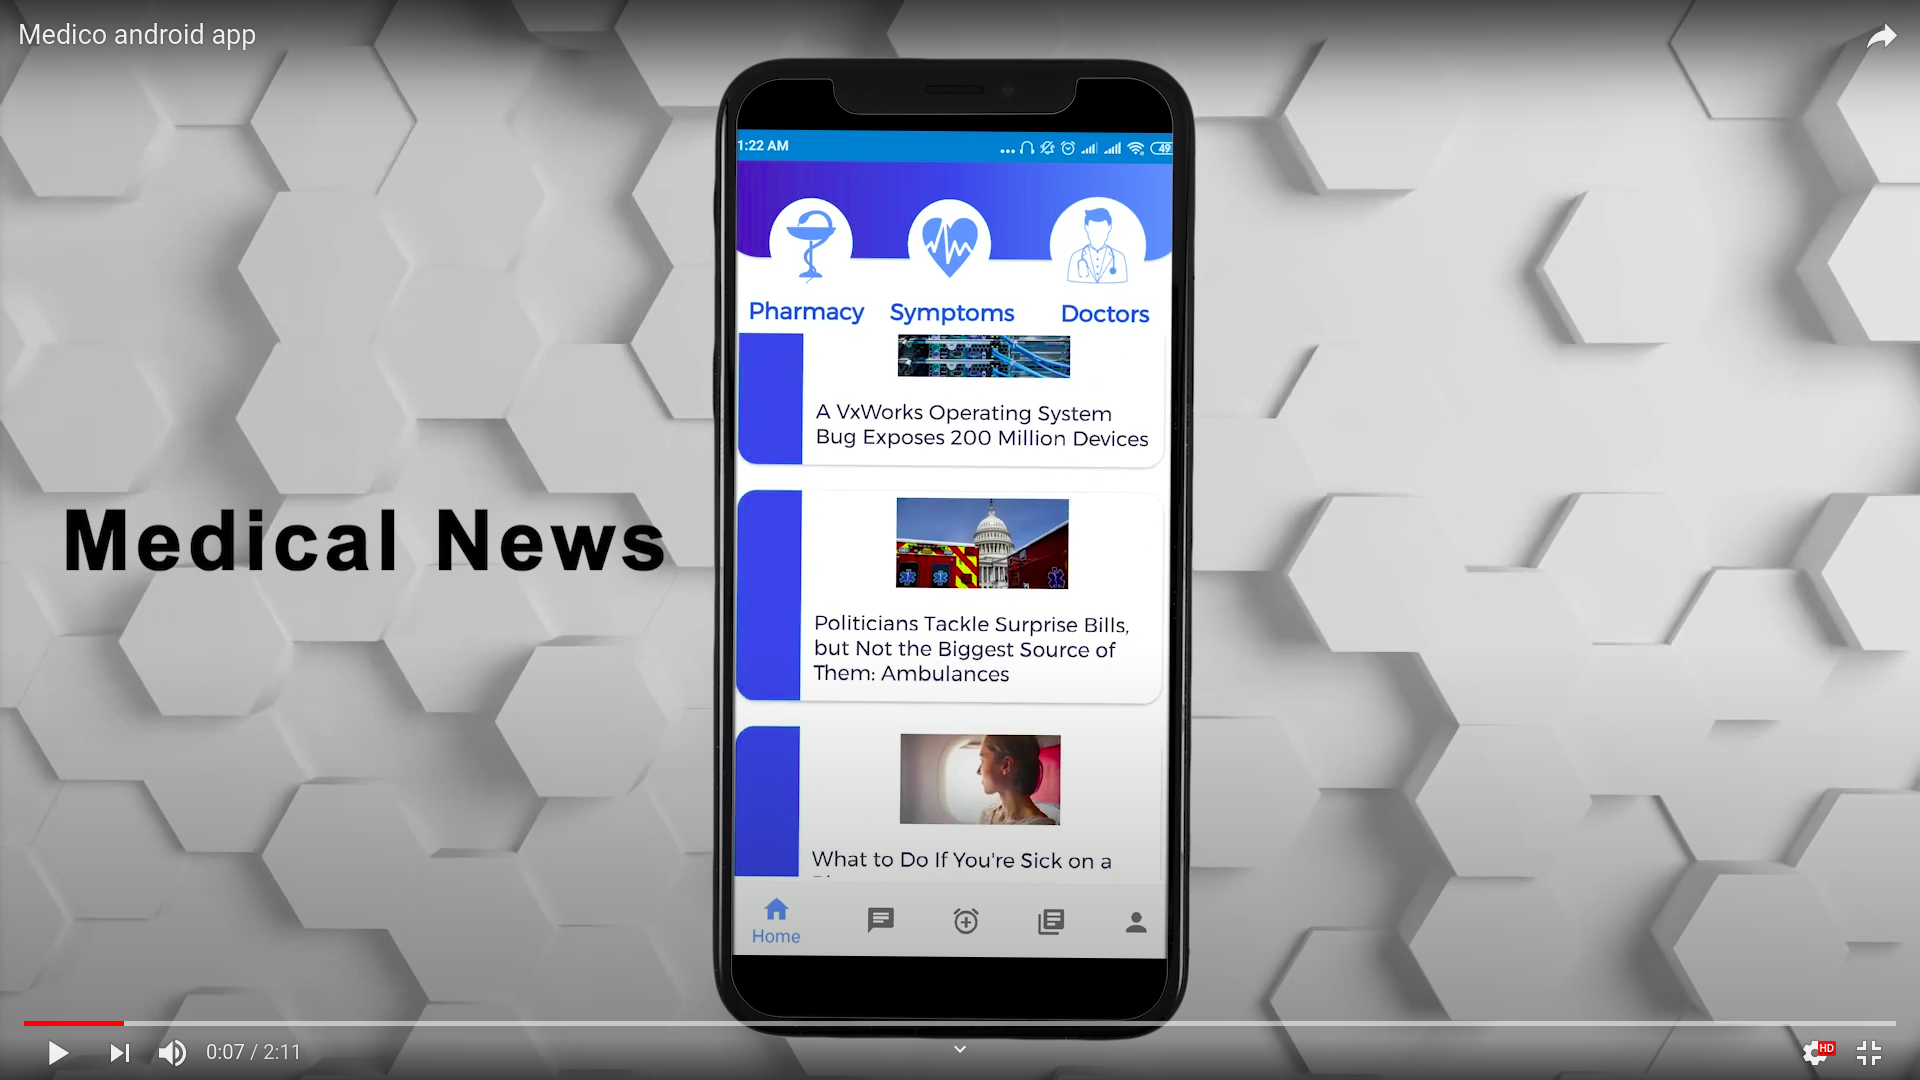 Medico android app
1:22 AM
49
Pharmacy Symptoms Doctors
A VxWorks Operating System
Bug Exposes 200 Million Devices
Medical News
Politicians Tackle Surprise Bills,
but Not the Biggest Source of
Them: Ambulances
What to Do If You're Sick on a
Home
0:07 / 2:11
HD